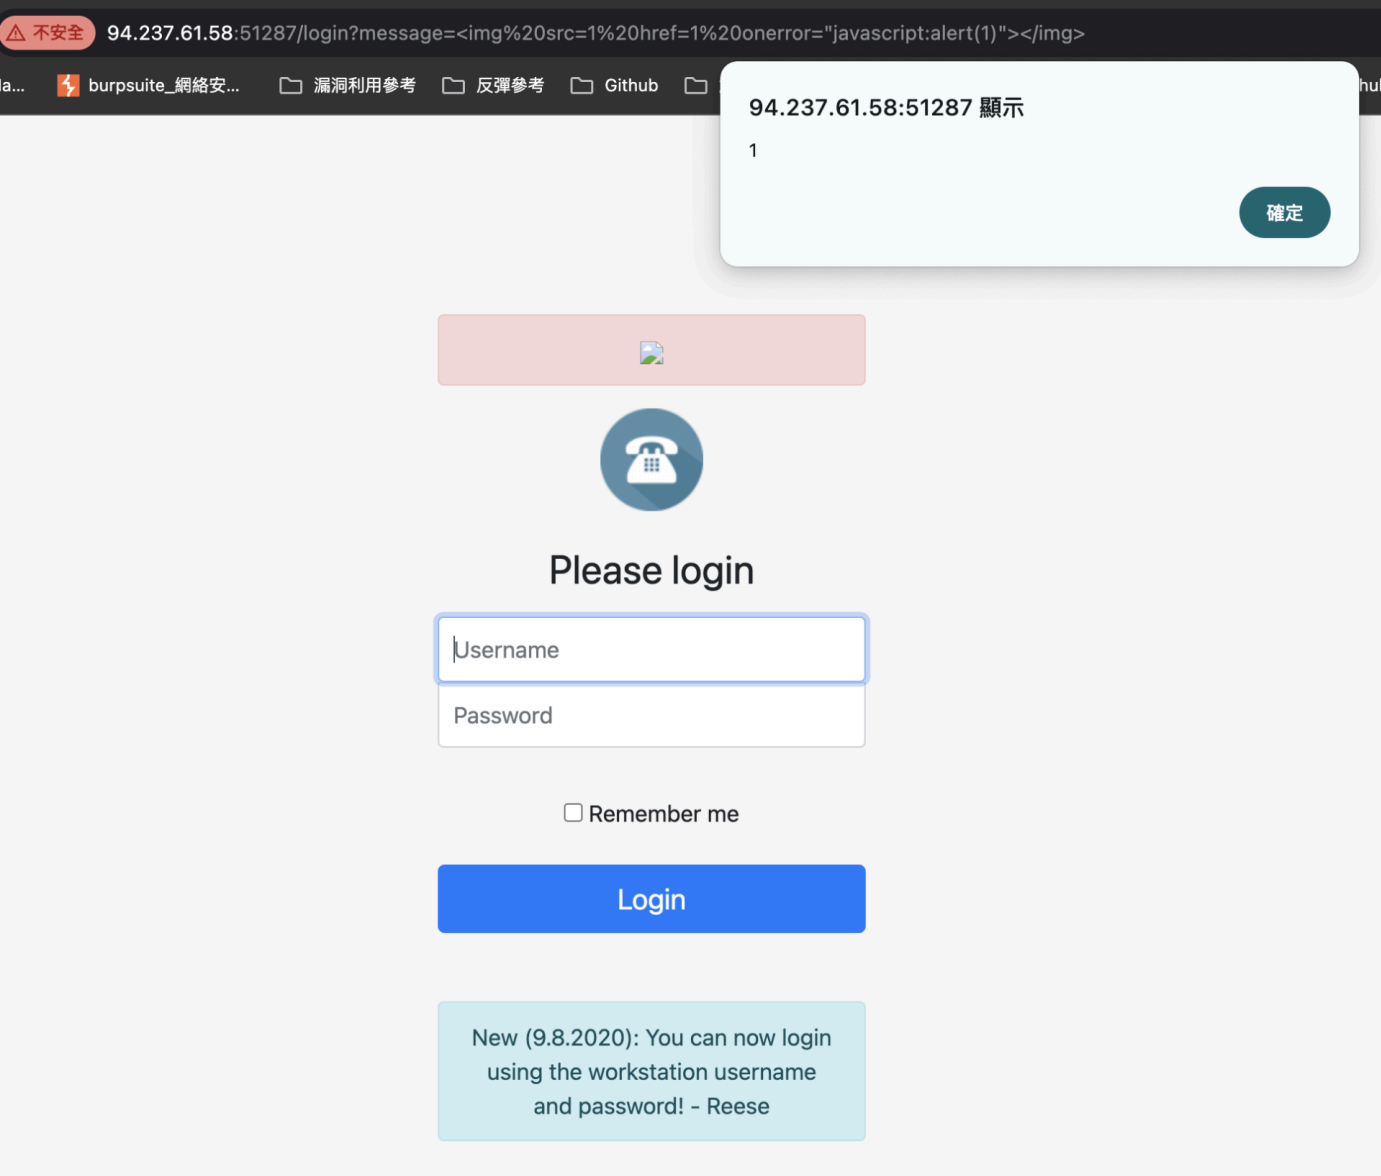 不安全 94.237.61.58:51287/login?message=<img%20src=1%20href=1%20onerror="javascript:alert(1)"></img>
burpsuite_網絡安... 漏洞利用參考 反彈參考 Github
94.237.61.58:51287 顯示
1
確定
Please login
Username
Password
Remember me
Login
New (9.8.2020): You can now login
using the workstation username
and password! - Reese